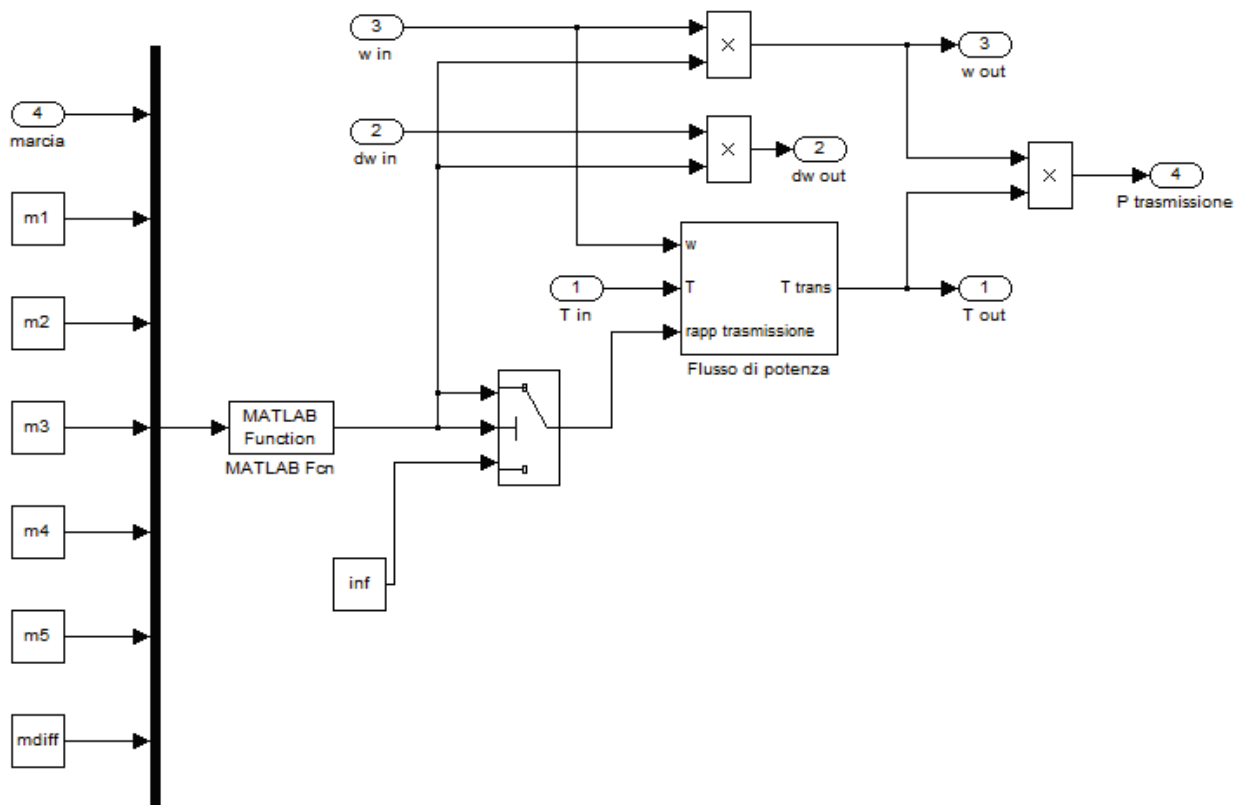 4
marcia
m1
m2
m3
m4
m5
mdiff
MATLAB
Function
MATLAB Fcn
inf
3
w in
2
dw in
1
T in
×
×
w
T
rapp trasmissione
T trans
Flusso di potenza
3
w out
2
dw out
×
4
P trasmissione
1
T out